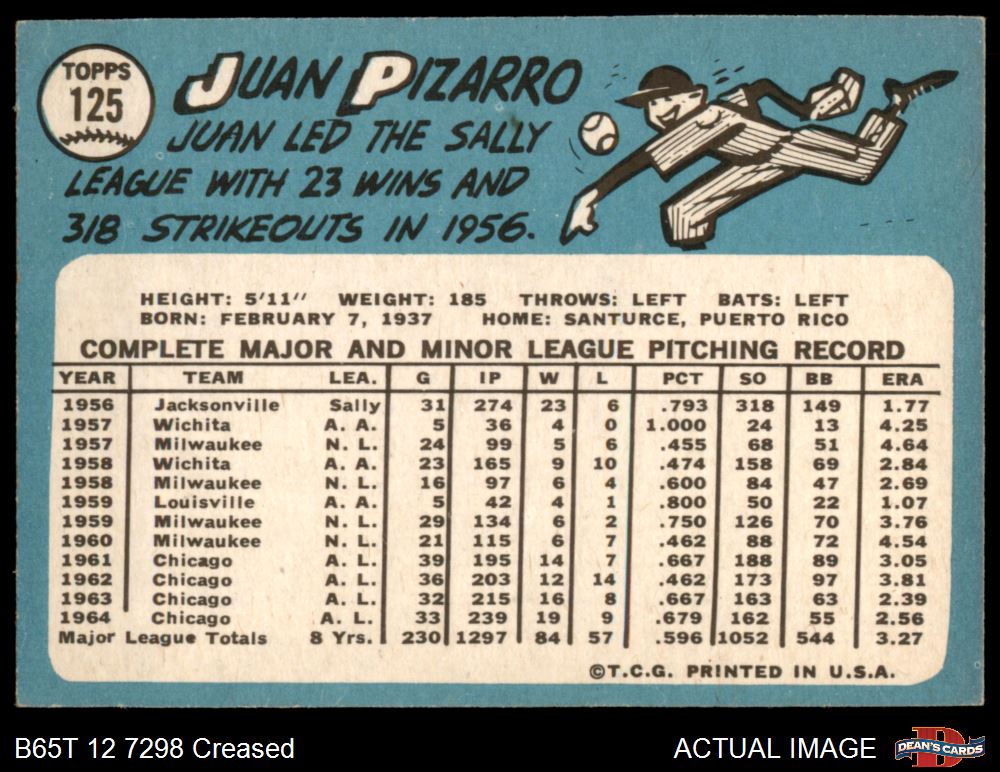 TOPPS
125
JUAN PIZARRO
JUAN LED THE SALLY
LEAGUE WITH 23 WINS AND
318 STRIKEOUTS IN 1956.
HEIGHT: 5'11" WEIGHT: 185 THROWS: LEFT BATS: LEFT
BORN: FEBRUARY 7, 1937 HOME: SANTURCE, PUERTO RICO
COMPLETE MAJOR AND MINOR LEAGUE PITCHING RECORD
YEAR TEAM LEA. G IP W L PCT SO BB ERA
1956 Jacksonville Sally 31 274 23 6 .793 318 149 1.77
1957 Wichita A. A. 5 36 4 0 1.000 24 13 4.25
1957 Milwaukee N. L. 24 99 5 6 .455 68 51 4.64
1958 Wichita A. A. 23 165 9 10 .474 158 69 2.84
1958 Milwaukee N. L. 16 97 6 4 .600 84 47 2.69
1959 Louisville A. A. 5 42 4 1 .800 50 22 1.07
1959 Milwaukee N. L. 29 134 6 2 .750 126 70 3.76
1960 Milwaukee N. L. 21 115 6 7 .462 88 72 4.54
1961 Chicago A. L. 39 195 14 7 .667 188 89 3.05
1962 Chicago A. L. 36 203 12 14 .462 173 97 3.81
1963 Chicago A. L. 32 215 16 8 .667 163 63 2.39
1964 Chicago A. L. 33 239 19 9 .679 162 55 2.56
Major League Totals 8 Yrs. 230 1297 84 57 .596 1052 544 3.27
©T.C.G. PRINTED IN U.S.A.
B65T 12 7298 Creased ACTUAL IMAGE
DEAN'S CARDS